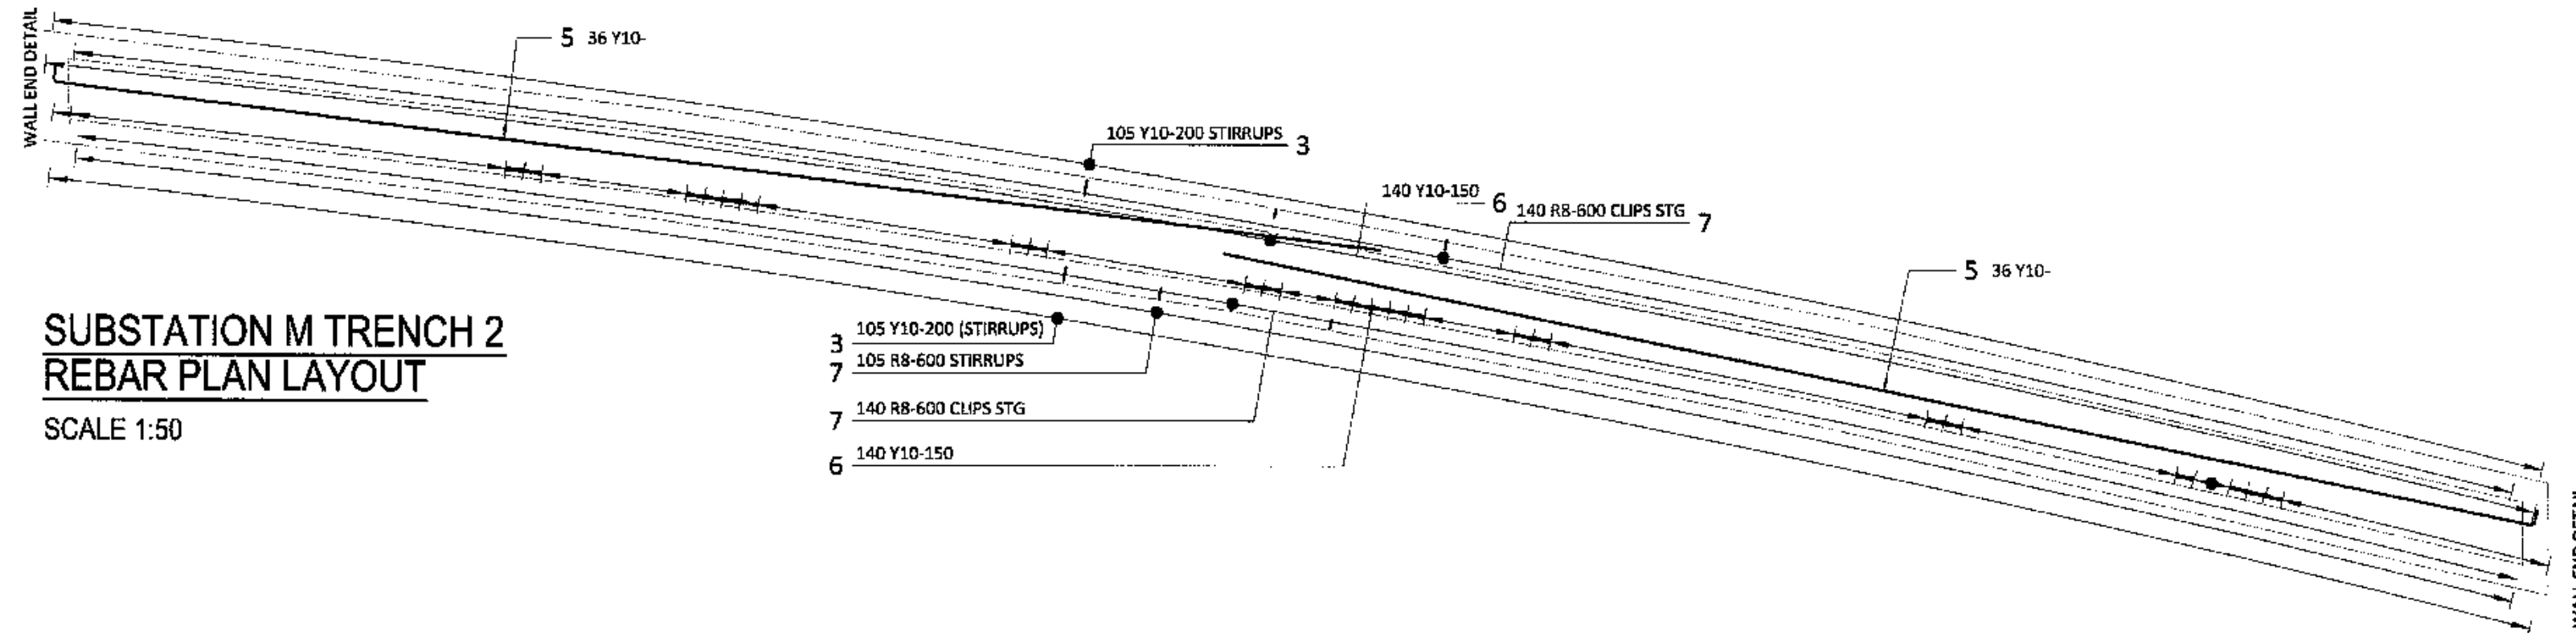 WALL END DETAIL
5 36 Y10-
105 Y10-200 STIRRUPS 3
140 Y10-150 6
140 R8-600 CLIPS STG 7
5 36 Y10-
SUBSTATION M TRENCH 2
REBAR PLAN LAYOUT
SCALE 1:50
3 105 Y10-200 (STIRRUPS)
7 105 R8-600 STIRRUPS
7 140 R8-600 CLIPS STG
6 140 Y10-150